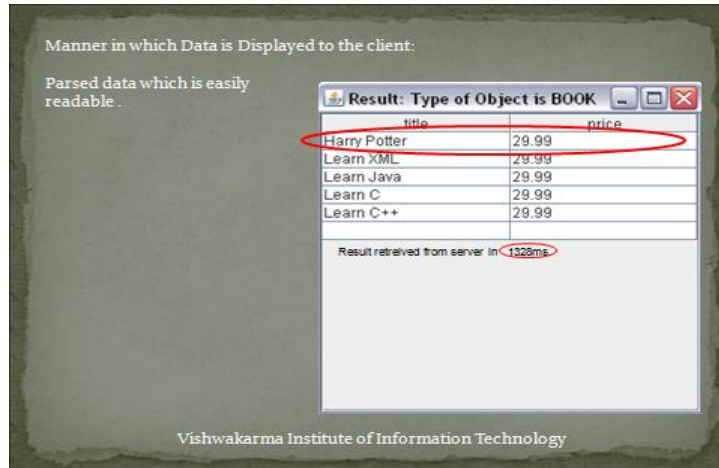 Manner in which Data is Displayed to the client:
Parsed data which is easily
readable .
Result: Type of Object is BOOK
title price
Harry Potter 29.99
Learn XML 29.99
Learn Java 29.99
Learn C 29.99
Learn C++ 29.99
Result retreived from server in 1328ms
Vishwakarma Institute of Information Technology